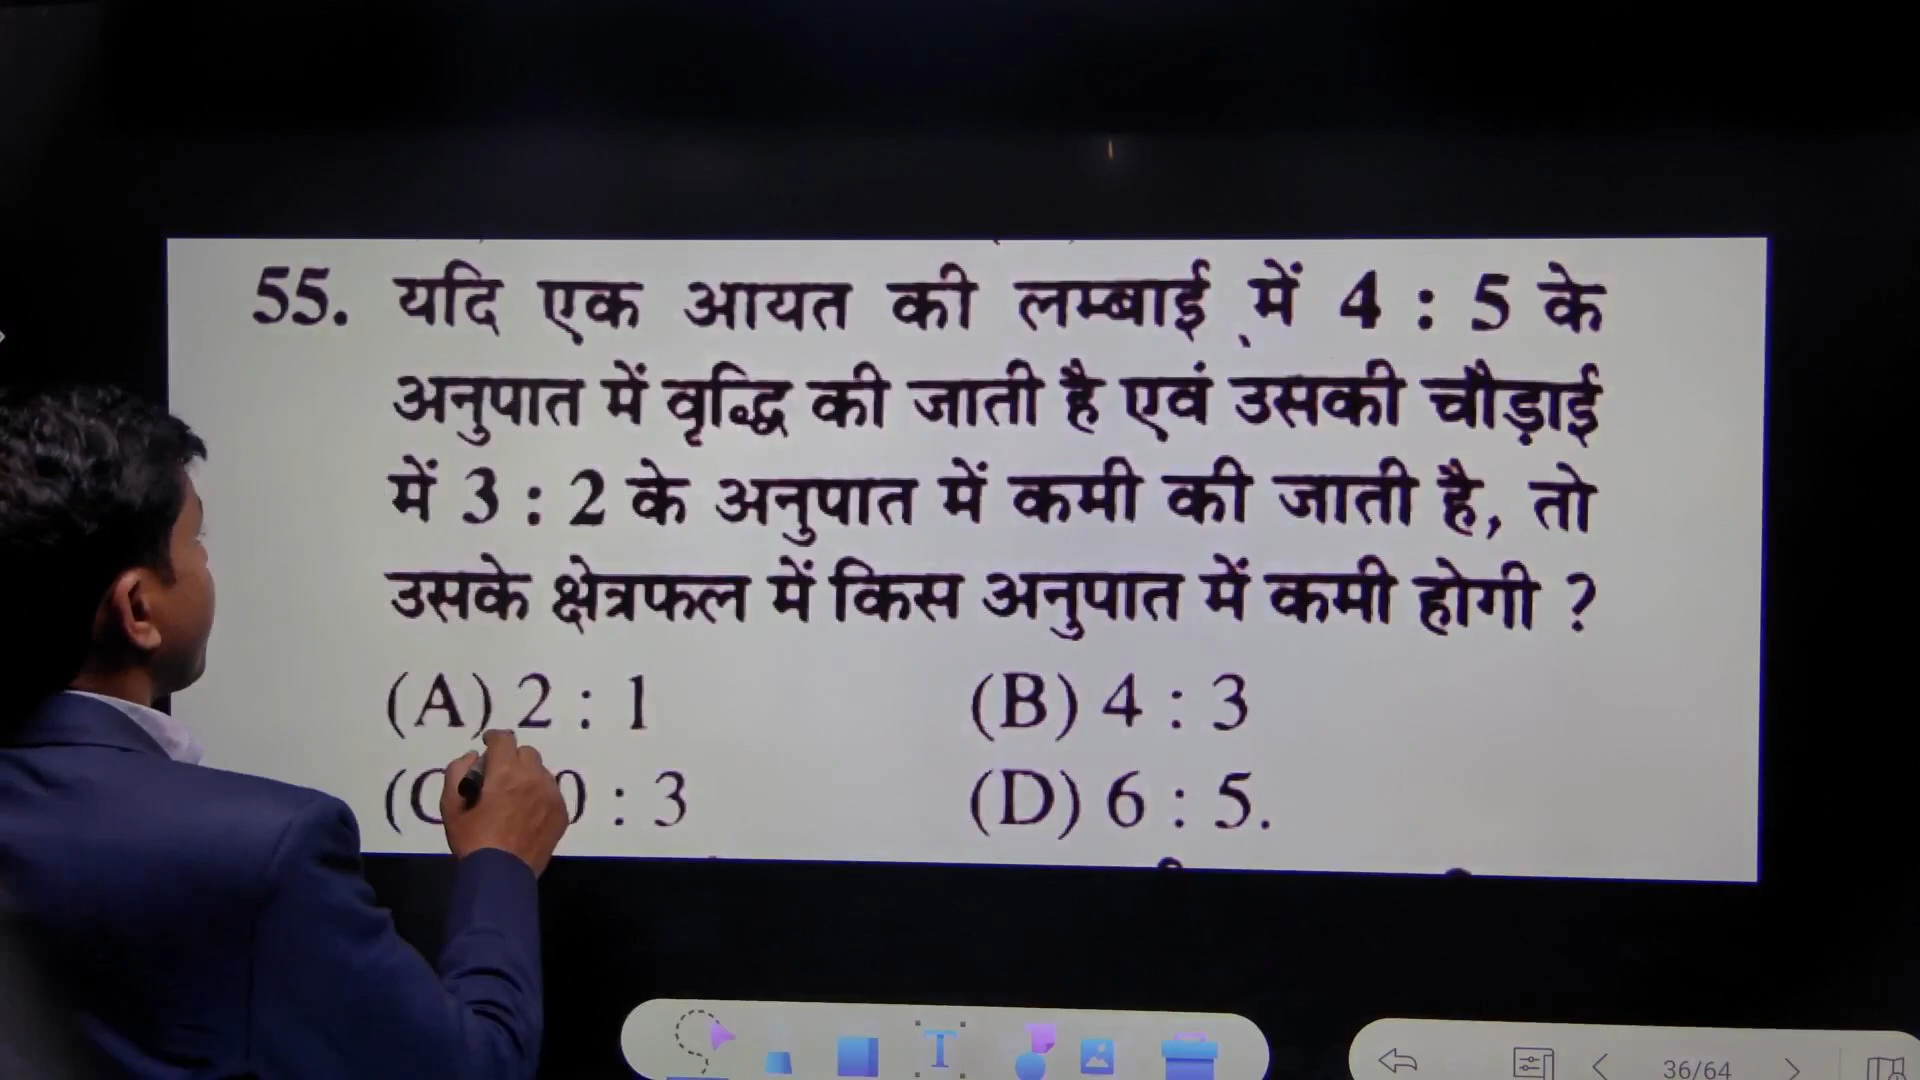 55. यदि एक आयत की लम्बाई में 4 : 5 के
अनुपात में वृद्धि की जाती है एवं उसकी चौड़ाई
में 3 : 2 के अनुपात में कमी की जाती है, तो
उसके क्षेत्रफल में किस अनुपात में कमी होगी ?
(A) 2 : 1 (B) 4 : 3
(C 0 : 3 (D) 6 : 5.
T
36/64